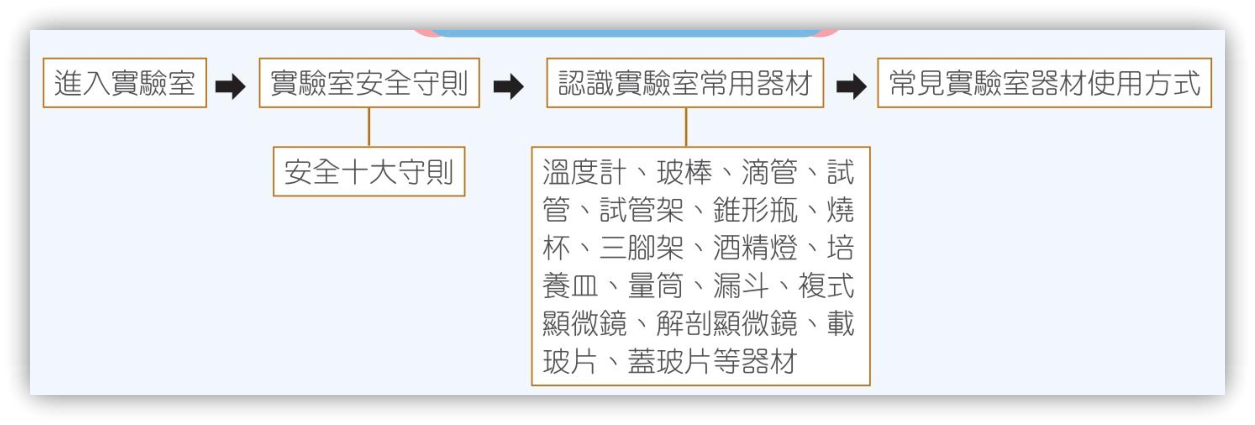 進入實驗室
實驗室安全守則
認識實驗室常用器材
常見實驗室器材使用方式
安全十大守則
溫度計、玻棒、滴管、試
管、試管架、錐形瓶、燒
杯、三腳架、酒精燈、培
養皿、量筒、漏斗、複式
顯微鏡、解剖顯微鏡、載
玻片、蓋玻片等器材